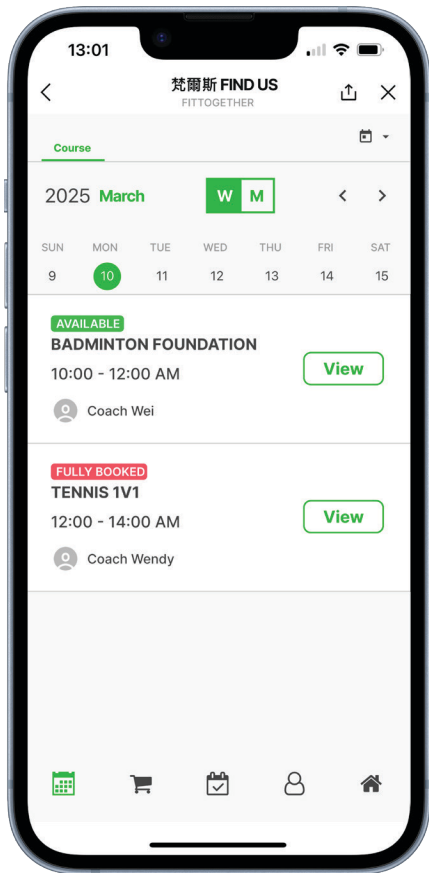 13:01
梵爾斯 FIND US
FITTOGETHER
Course
2025 March W M
SUN MON TUE WED THU FRI SAT
9 10 11 12 13 14 15
AVAILABLE
BADMINTON FOUNDATION
10:00 - 12:00 AM
View
Coach Wei
FULLY BOOKED
TENNIS 1V1
12:00 - 14:00 AM
View
Coach Wendy